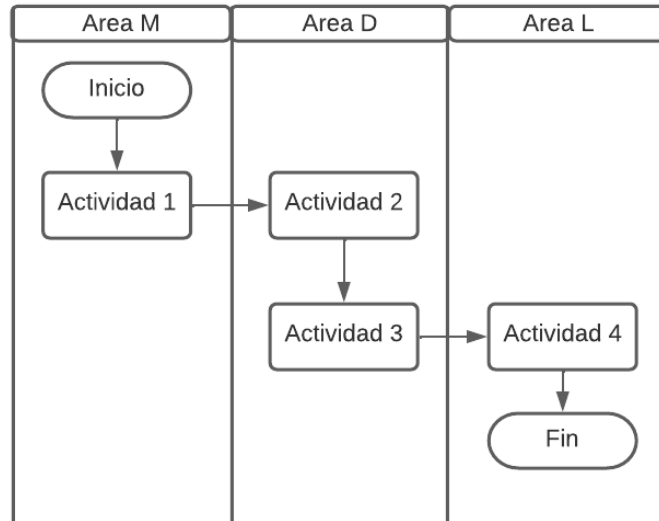 Area M
Area D
Area L
Inicio
Actividad 1
Actividad 2
Actividad 3
Actividad 4
Fin